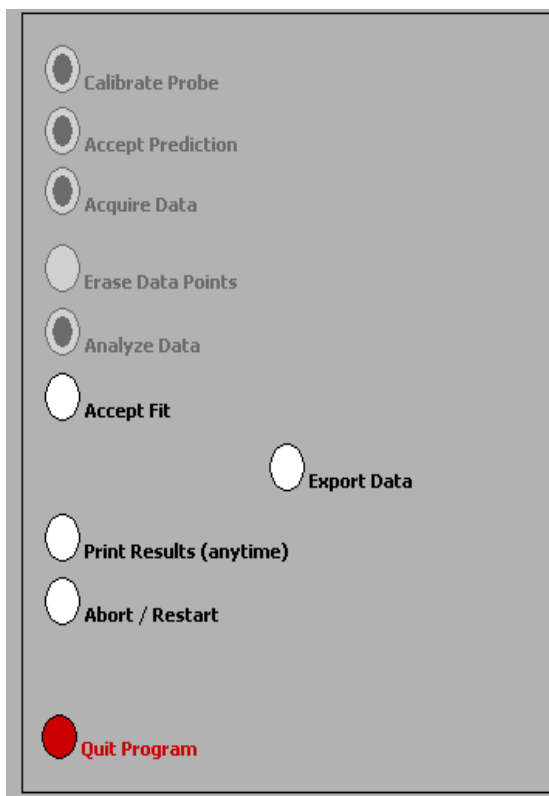 Calibrate Probe
Accept Prediction
Acquire Data
Erase Data Points
Analyze Data
Accept Fit
Export Data
Print Results (anytime)
Abort / Restart
Quit Program